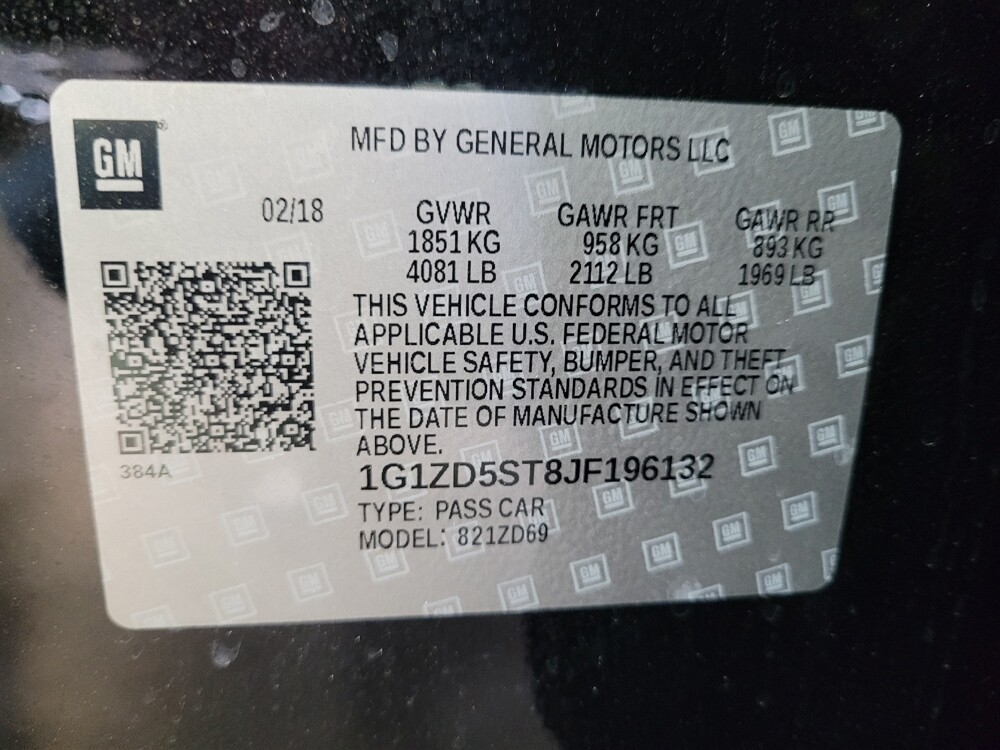 GM
MFD BY GENERAL MOTORS LLC
02/18
GVWR GAWR FRT GAWR RR
1851 KG 958 KG 893 KG
4081 LB 2112 LB 1969 LB
THIS VEHICLE CONFORMS TO ALL
APPLICABLE U.S. FEDERAL MOTOR
VEHICLE SAFETY, BUMPER, AND THEFT
PREVENTION STANDARDS IN EFFECT ON
THE DATE OF MANUFACTURE SHOWN
ABOVE.
384A
1G1ZD5ST8JF196132
TYPE: PASS CAR
MODEL: 821ZD69